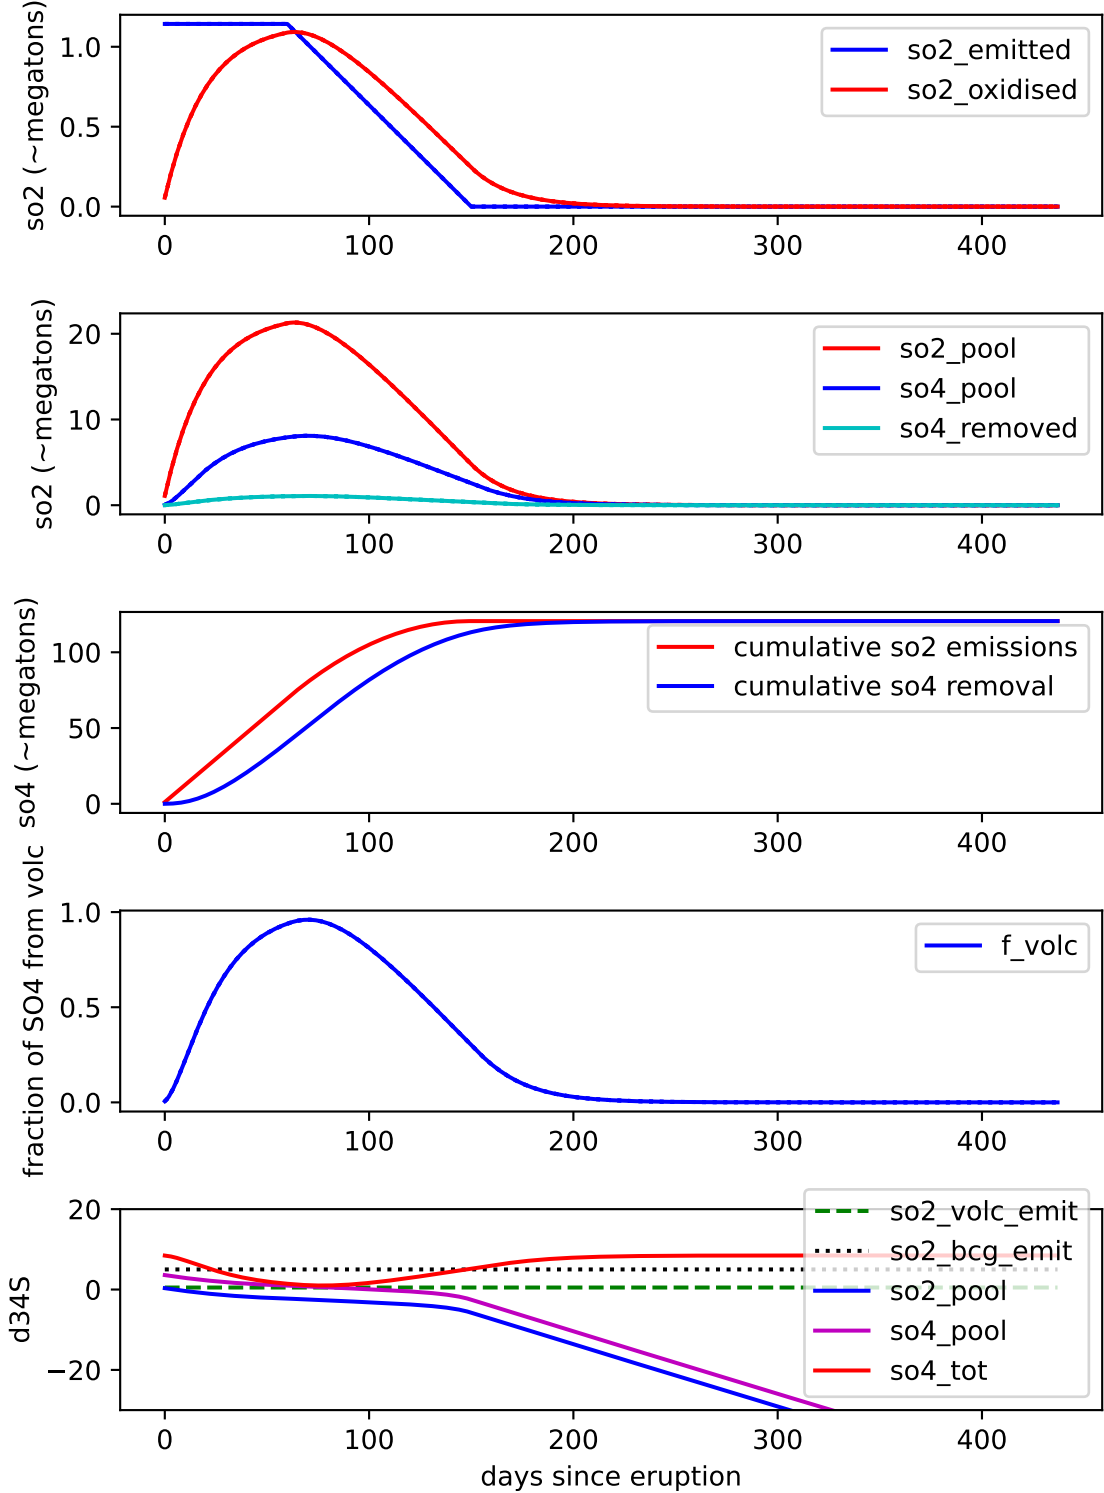 so2 (~megatons)
1.0
0.5
0.0
so2_emitted
so2_oxidised
0 100 200 300 400
so2 (~megatons)
20
10
0
so2_pool
so4_pool
so4_removed
0 100 200 300 400
so4 (~megatons)
100
50
0
cumulative so2 emissions
cumulative so4 removal
0 100 200 300 400
fraction of SO4 from volc
1.0
0.5
0.0
f_volc
0 100 200 300 400
d34S
20
0
−20
so2_volc_emit
so2_bcg_emit
so2_pool
so4_pool
so4_tot
0 100 200 300 400
days since eruption